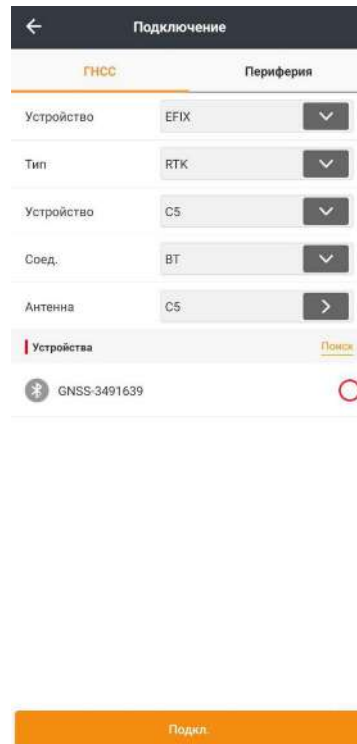 Подключение
ГНСС Периферия
Устройство EFIX
Тип RTK
Устройство C5
Соед. BT
Антенна C5
Устройства Поиск
GNSS-3491639
Подкл.